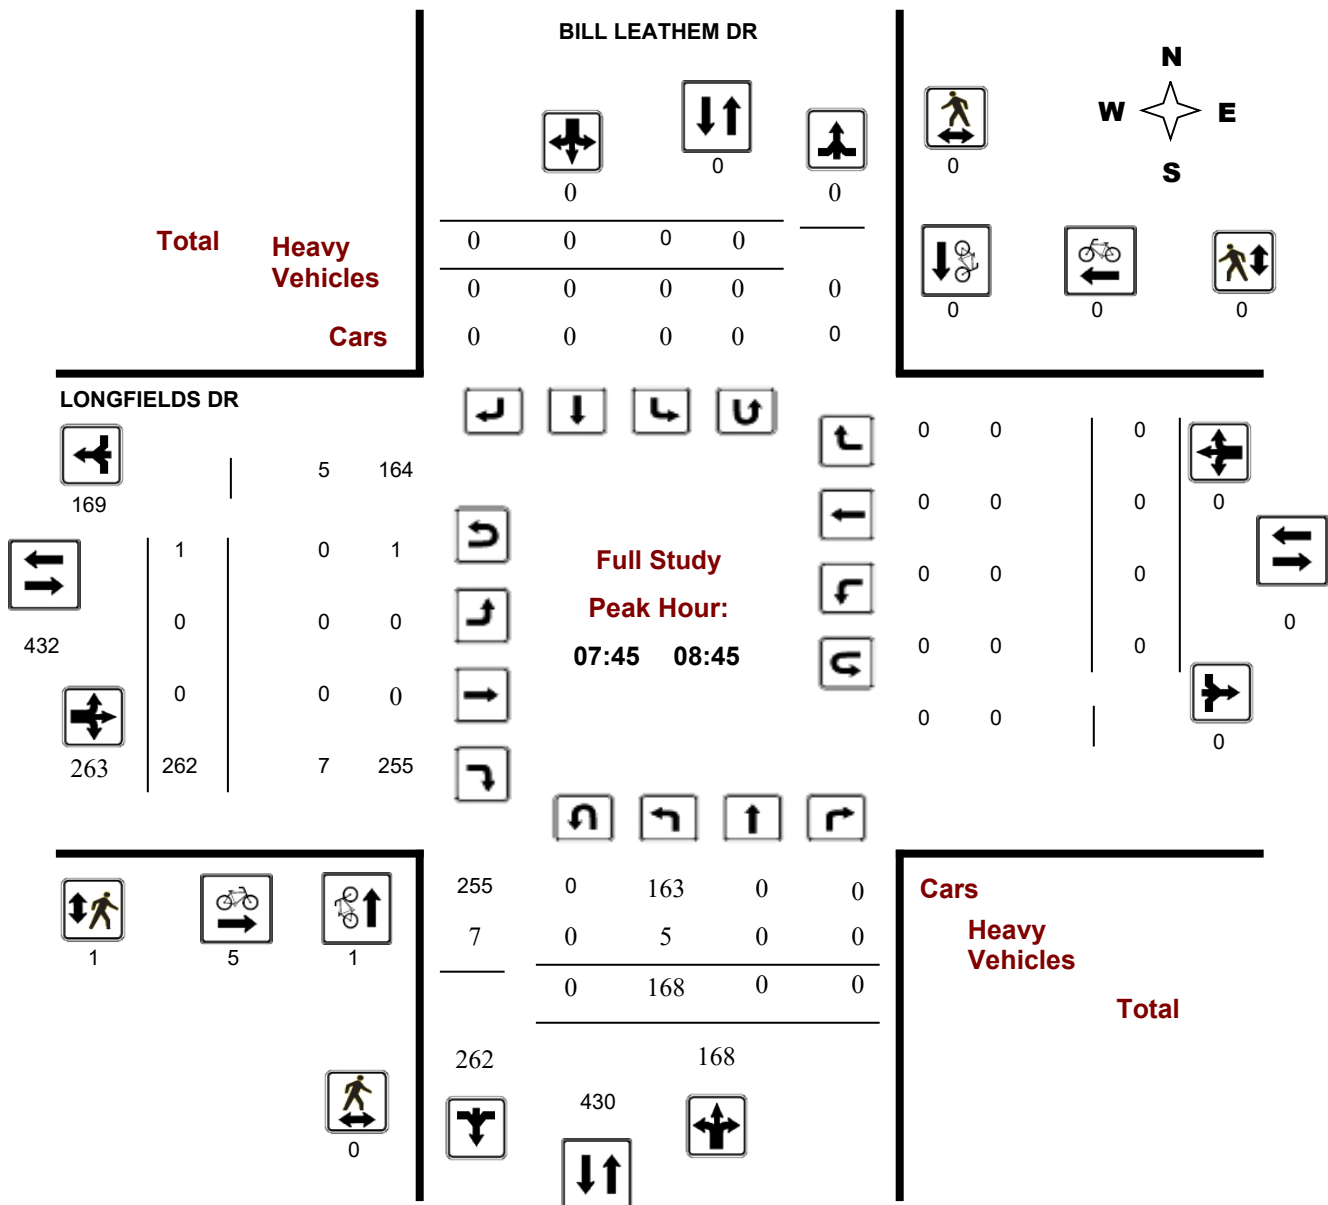 BILL LEATHEM DR
N
W E
S
0
0
0
0 0
Total
Heavy
Vehicles
Cars
0 0 0 0
0 0 0 0 0
0 0 0 0 0
0 0 0
LONGFIELDS DR
169
5 164
432
1 0 1
0 0 0
0 0 0
263 262 7 255
Full Study
Peak Hour:
07:45 08:45
0 0 0
0 0 0 0
0 0 0
0 0 0
0 0
0
0
1 5 1
0
255 0 163 0 0
7 0 5 0 0
0 168 0 0
262 168
430
Cars
Heavy
Vehicles
Total